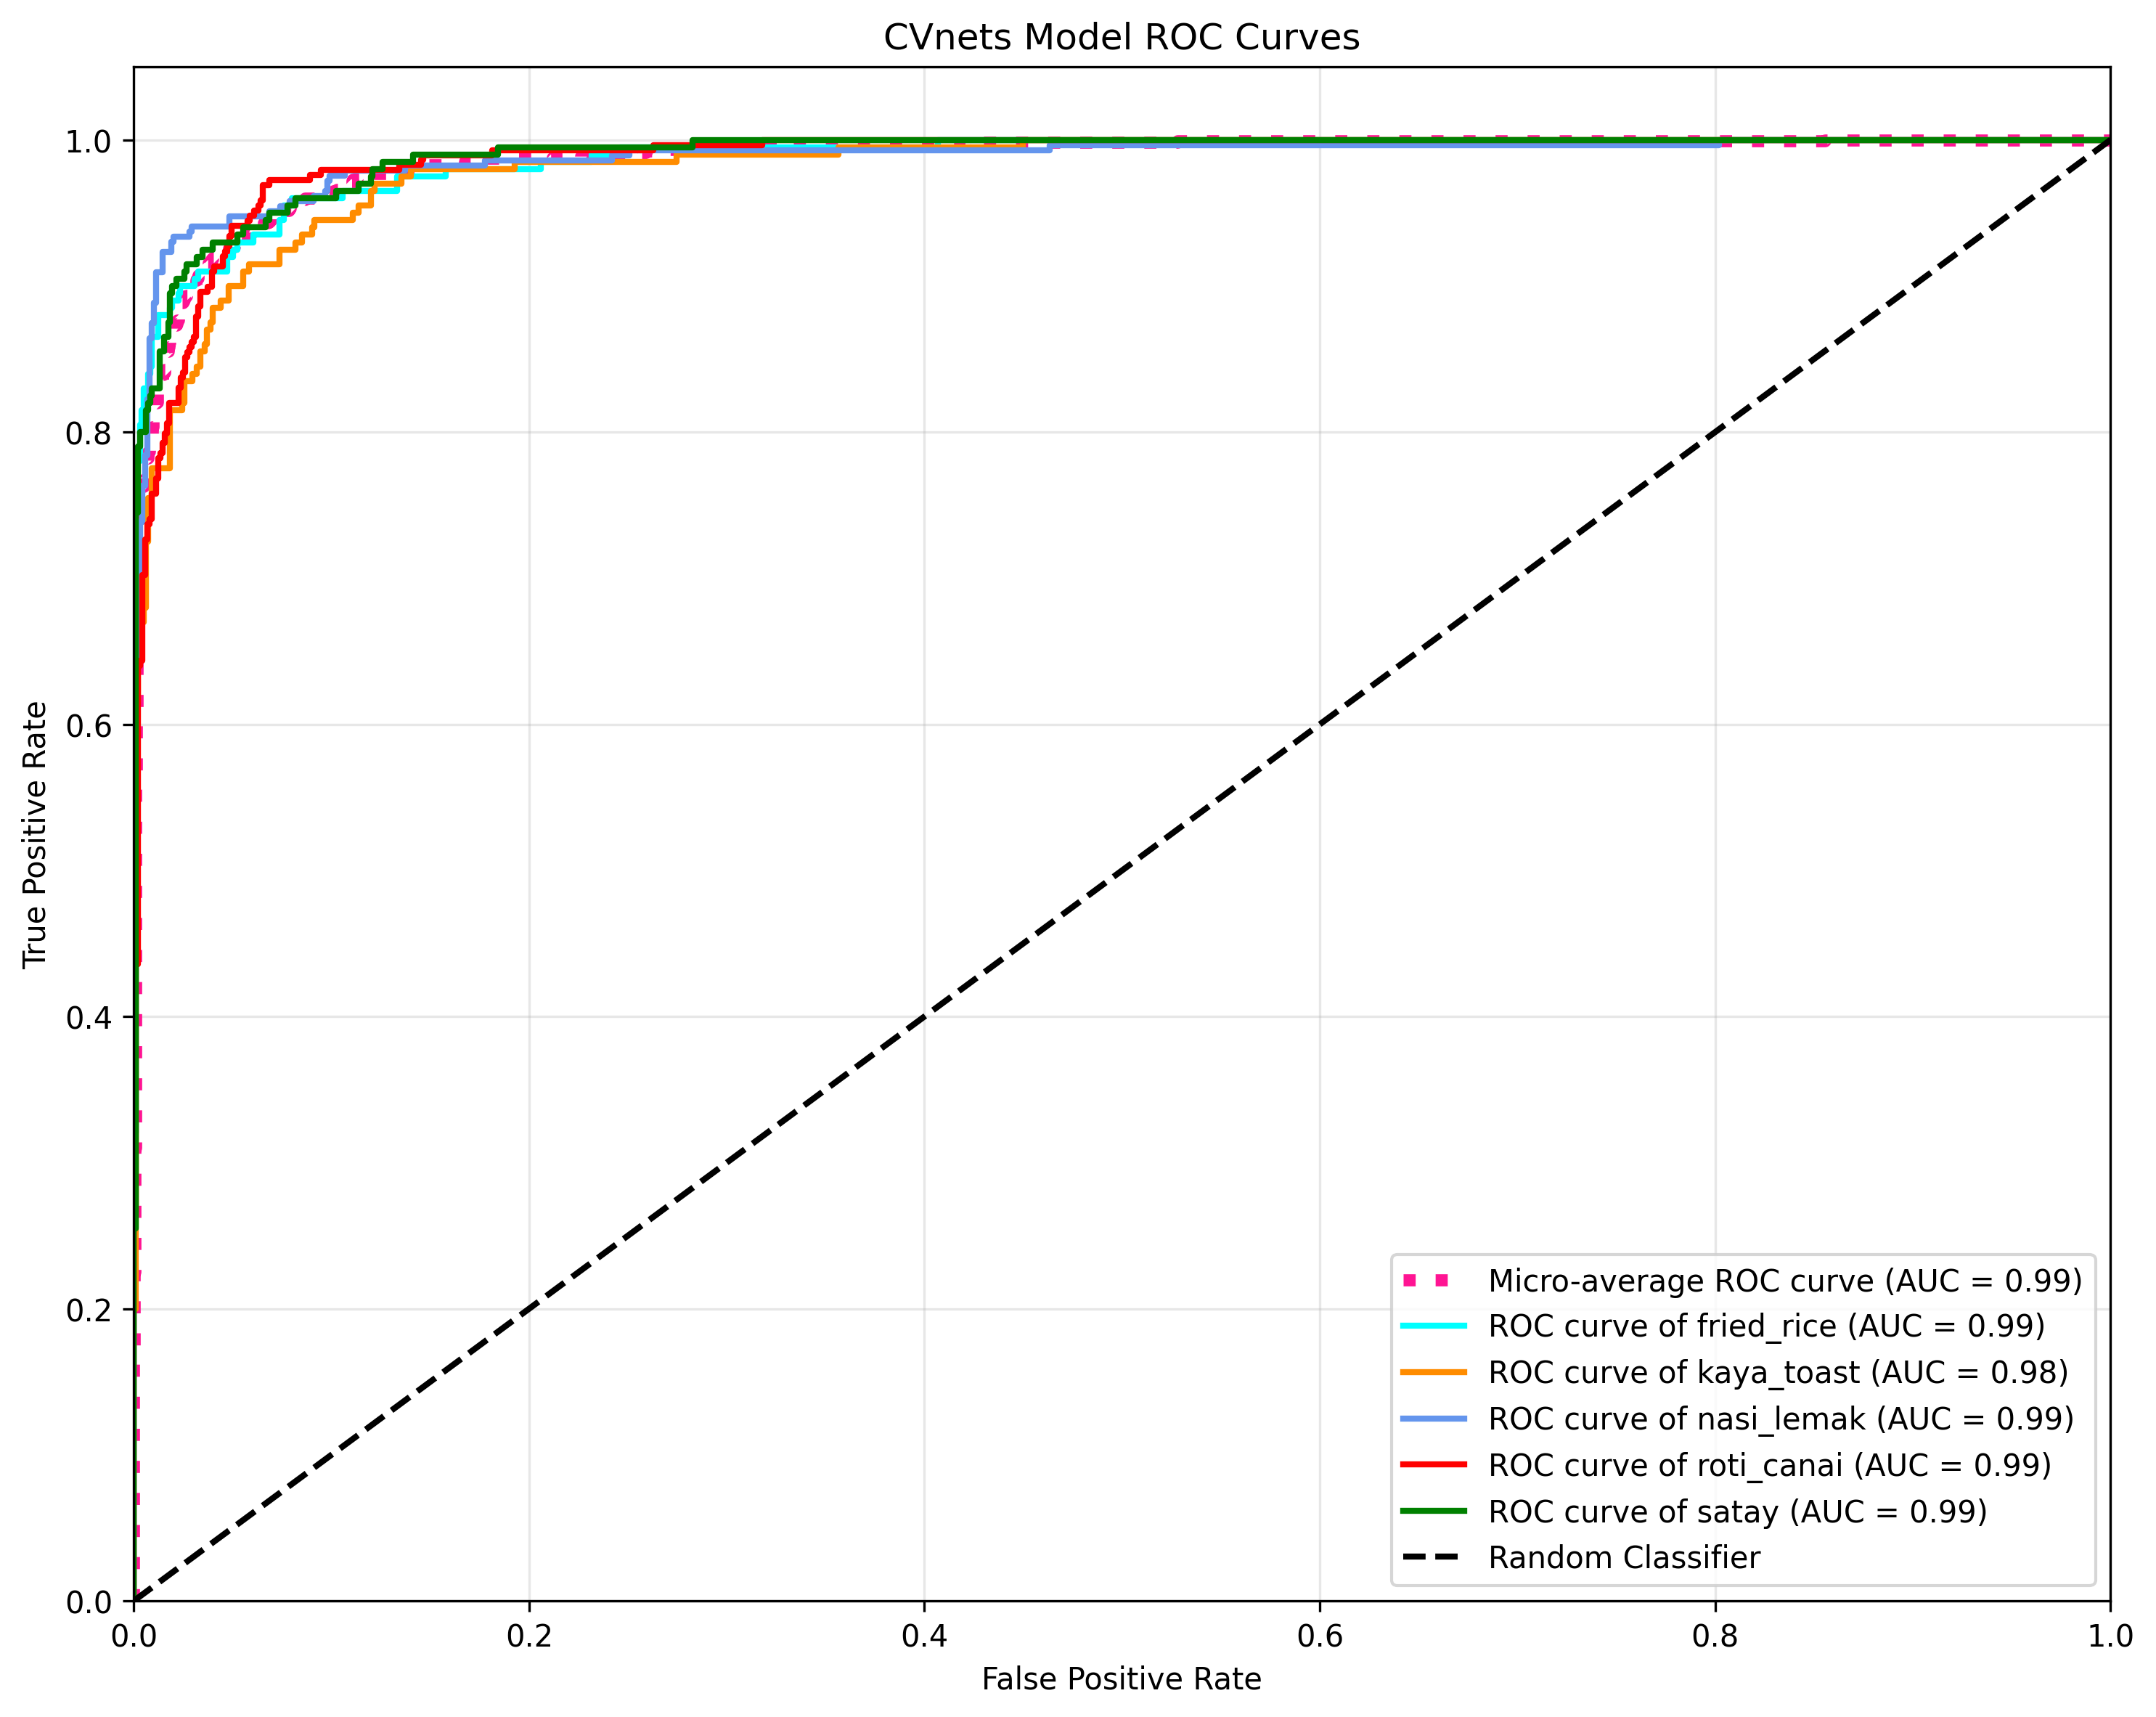 CVnets Model ROC Curves
True Positive Rate
1.0
0.8
0.6
0.4
0.2
0.0
0.0 0.2 0.4 0.6 0.8 1.0
False Positive Rate
Micro-average ROC curve (AUC = 0.99)
ROC curve of fried_rice (AUC = 0.99)
ROC curve of kaya_toast (AUC = 0.98)
ROC curve of nasi_lemak (AUC = 0.99)
ROC curve of roti_canai (AUC = 0.99)
ROC curve of satay (AUC = 0.99)
Random Classifier